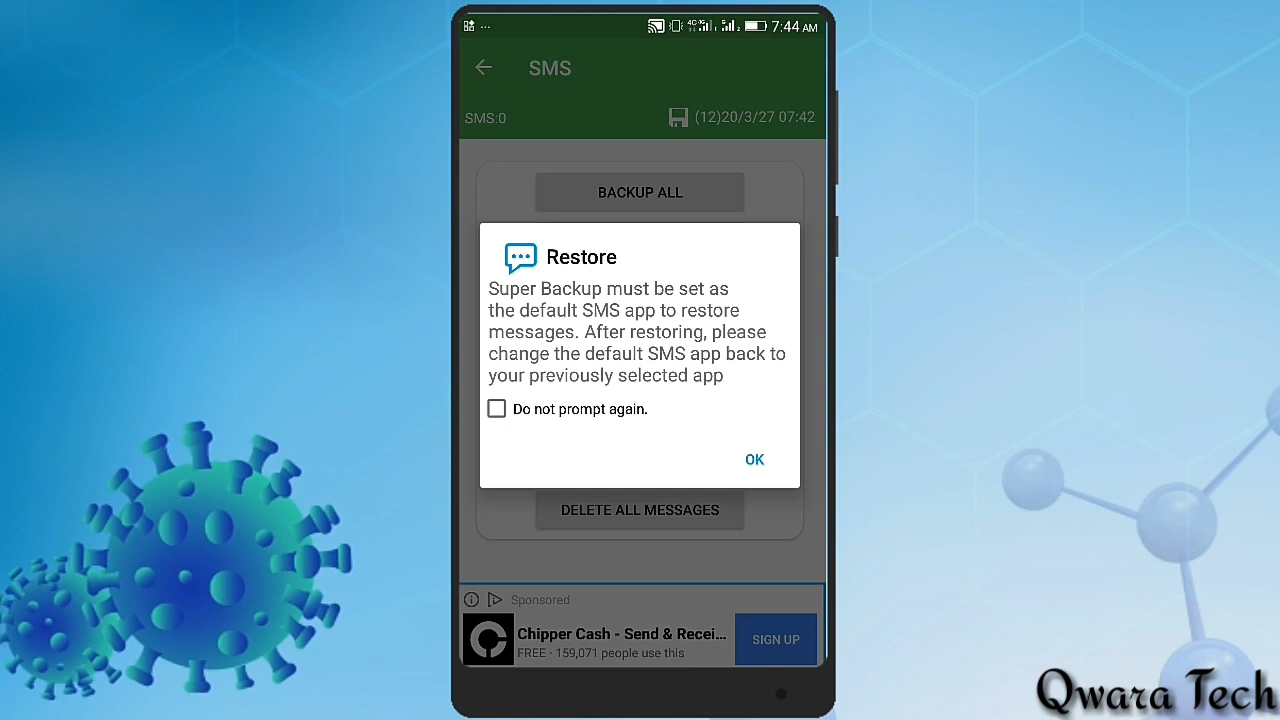 7:44 AM
SMS
SMS:0
(12)20/3/27 07:42
BACKUP ALL
Restore
Super Backup must be set as
the default SMS app to restore
messages. After restoring, please
change the default SMS app back to
your previously selected app
Do not prompt again.
OK
DELETE ALL MESSAGES
Sponsored
Chipper Cash - Send & Recei...
FREE · 159,071 people use this
SIGN UP
Qwara Tech